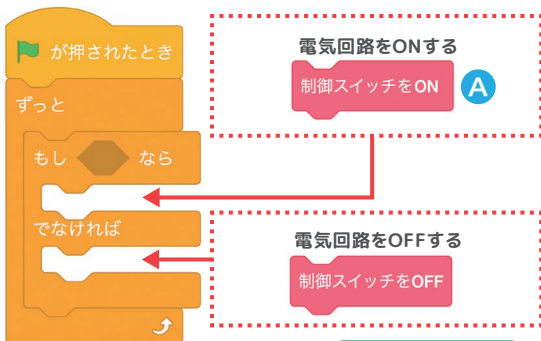 が押されたとき
ずっと
もし なら
でなければ
電気回路をONする
制御スイッチをON
A
電気回路をOFFする
制御スイッチをOFF